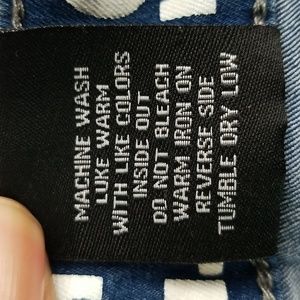 MACHINE WASH
LUKE WARM
WITH LIKE COLORS
INSIDE OUT
DO NOT BLEACH
WARM IRON ON
REVERSE SIDE
TUMBLE DRY LOW